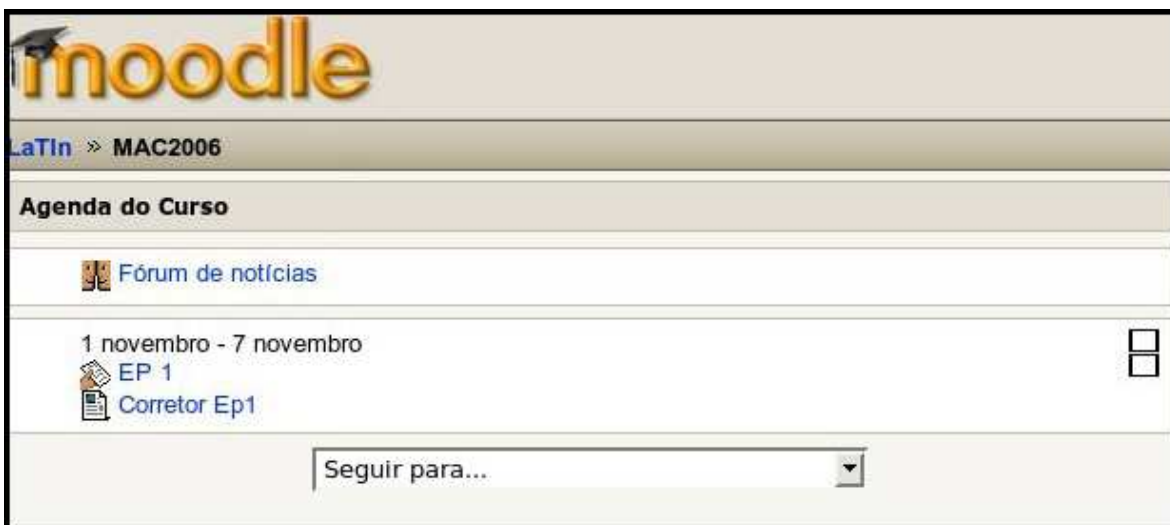 moodle
LaTIn » MAC2006
Agenda do Curso
Fórum de notícias
1 novembro - 7 novembro
EP 1
Corretor Ep1
Seguir para...